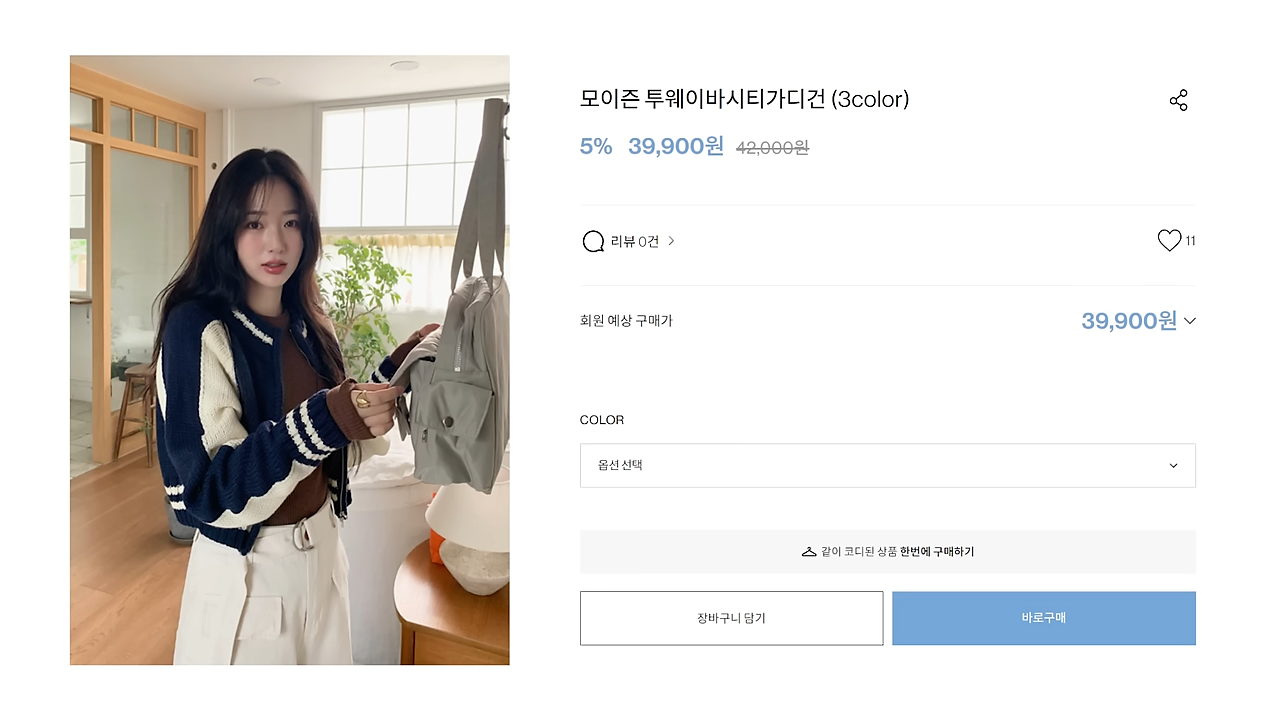 모이즌 투웨이바시티가디건 (3color)
5% 39,900원 42,000원
리뷰 0건
11
회원 예상 구매가
39,900원
COLOR
옵션 선택
같이 코디된 상품 한번에 구매하기
장바구니 담기
바로구매